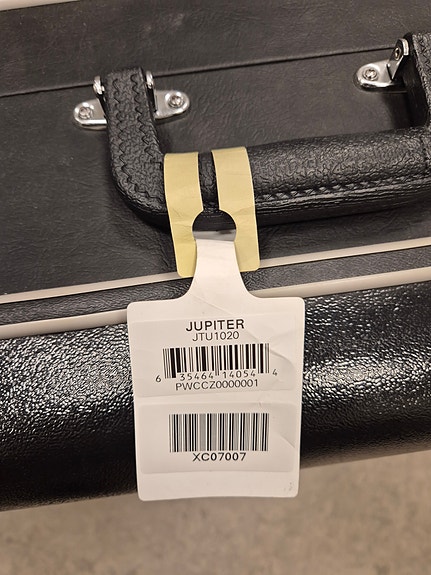 JUPITER
JTU1020
6 35464 14054 4
PWCCZ0000001
XC07007